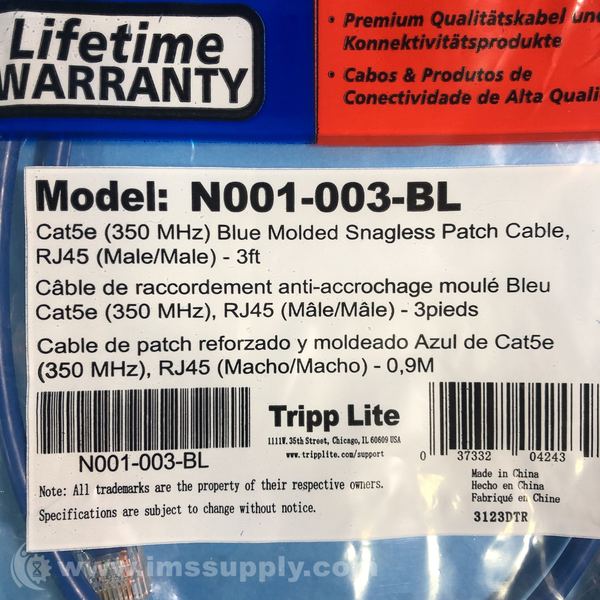 Lifetime
WARRANTY
• Premium Qualitätskabel und
Konnektivitätsprodukte
• Cabos & Produtos de
Conectividade de Alta Quali
Model: N001-003-BL
Cat5e (350 MHz) Blue Molded Snagless Patch Cable,
RJ45 (Male/Male) - 3ft
Câble de raccordement anti-accrochage moulé Bleu
Cat5e (350 MHz), RJ45 (Mâle/Mâle) - 3pieds
Cable de patch reforzado y moldeado Azul de Cat5e
(350 MHz), RJ45 (Macho/Macho) - 0,9M
N001-003-BL
Tripp Lite
1111W. 35th Street, Chicago, IL 60609 USA
www.tripplite.com/support
0 37332 04243
Note: All trademarks are the property of their respective owners.
Specifications are subject to change without notice.
Made in China
Hecho en China
Fabriqué en Chine
3123DTR
www.imssupply.com